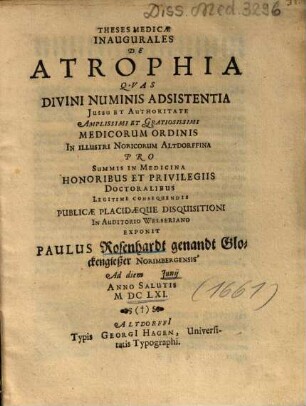 Diss. Med. 3296
THESES MEDICÆ
INAUGURALES
DE
ATROPHIA
QVAS
DIVINI NUMINIS ADSISTENTIA
JUSSU ET AUTHORITATE
AMPLISSIMI ET GRATIOSISSIMI
MEDICORUM ORDINIS
IN ILLUSTRI NORICORUM ALTDORFFINA
PRO
SUMMIS IN MEDICINA
HONORIBUS ET PRIVILEGIIS
DOCTORALIBUS
LEGITIME CONSEQUENDIS
PUBLICÆ PLACIDÆQUE DISQUISITIONI
IN AUDITORIO WELSERIANO
EXPONIT
PAULUS Rosenhardt genandt Glo-
ckengiesser NORIMBERGENSIS
Ad diem Junij
ANNO SALUTIS
M DC LXI.
(1661)
(†)
ALTDORFFI
Typis GEORGI HAGEN, Universi-
tatis Typographi.